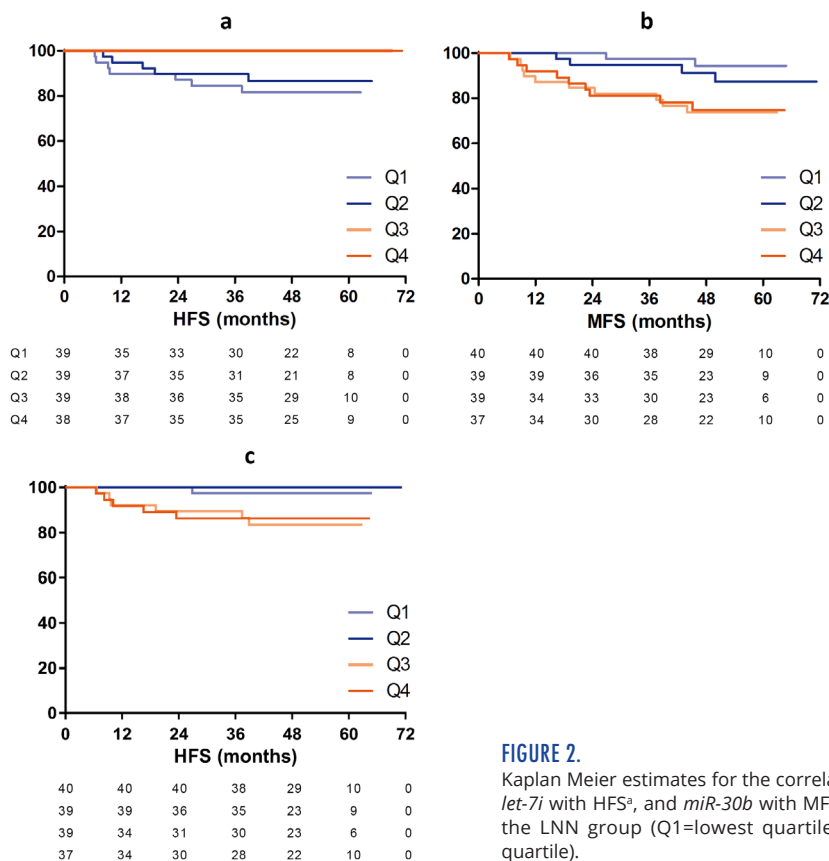 a
100
80
60
40
20
0
Q1
Q2
Q3
Q4
0 12 24 36 48 60 72
HFS (months)
Q1 39 35 33 30 22 8 0
Q2 39 37 35 31 21 8 0
Q3 39 38 36 35 29 10 0
Q4 38 37 35 35 25 9 0
b
100
80
60
40
20
0
Q1
Q2
Q3
Q4
0 12 24 36 48 60 72
MFS (months)
40 40 40 38 29 10 0
39 39 36 35 23 9 0
39 34 33 30 23 6 0
37 34 30 28 22 10 0
c
100
80
60
40
20
0
Q1
Q2
Q3
Q4
0 12 24 36 48 60 72
HFS (months)
40 40 40 38 29 10 0
39 39 36 35 23 9 0
39 34 31 30 23 6 0
37 34 30 28 22 10 0
FIGURE 2.
Kaplan Meier estimates for the correla
let-7i with HFSª, and miR-30b with MF
the LNN group (Q1=lowest quartile
quartile).